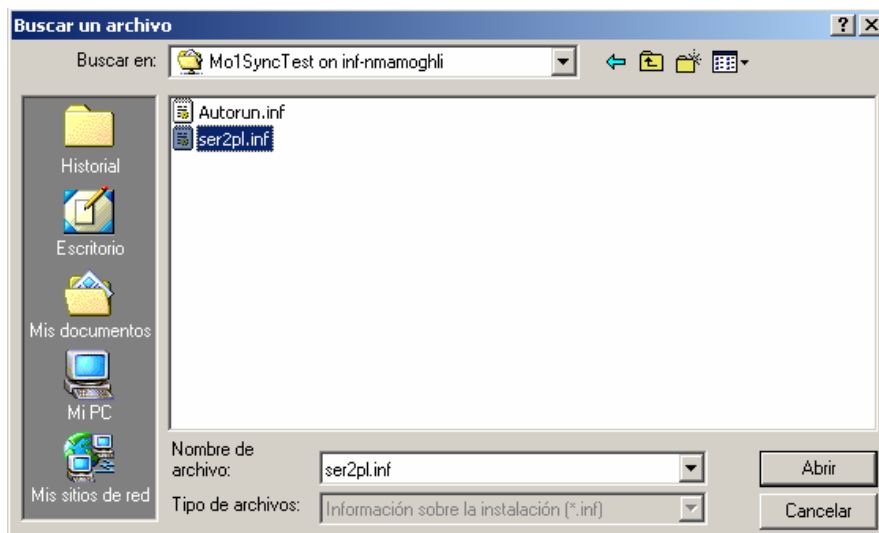 Buscar un archivo
Buscar en:
Mo1SyncTest on inf-nmamoghli
Autorun.inf
ser2pl.inf
Historial
Escritorio
Mis documentos
Mi PC
Mis sitios de red
Nombre de
archivo:
ser2pl.inf
Abrir
Tipo de archivos:
Información sobre la instalación (*.inf)
Cancelar